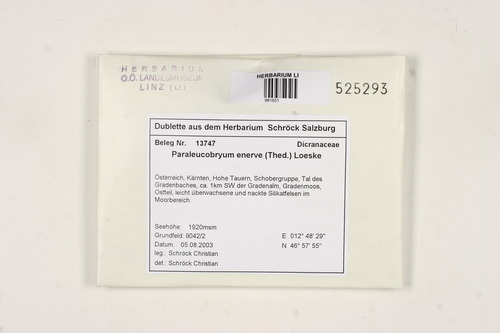 HERBARIUM
O.Ö. LANDESMUSEUM
LINZ (D)
HERBARIUM LI
981651
525293
Dublette aus dem Herbarium Schröck Salzburg
Beleg Nr. 13747 Dicranaceae
Paraleucobryum enerve (Thed.) Loeske
Österreich, Kärnten, Hohe Tauern, Schobergruppe, Tal des
Gradenbaches, ca. 1km SW der Gradenalm, Gradenmoos,
Ostteil, leicht überwachsene und nackte Silikatfelsen im
Moorbereich.
Seehöhe: 1920msm
Grundfeld: 9042/2 E 012° 48' 29"
Datum: 05.08.2003 N 46° 57' 55"
leg.: Schröck Christian
det.: Schröck Christian